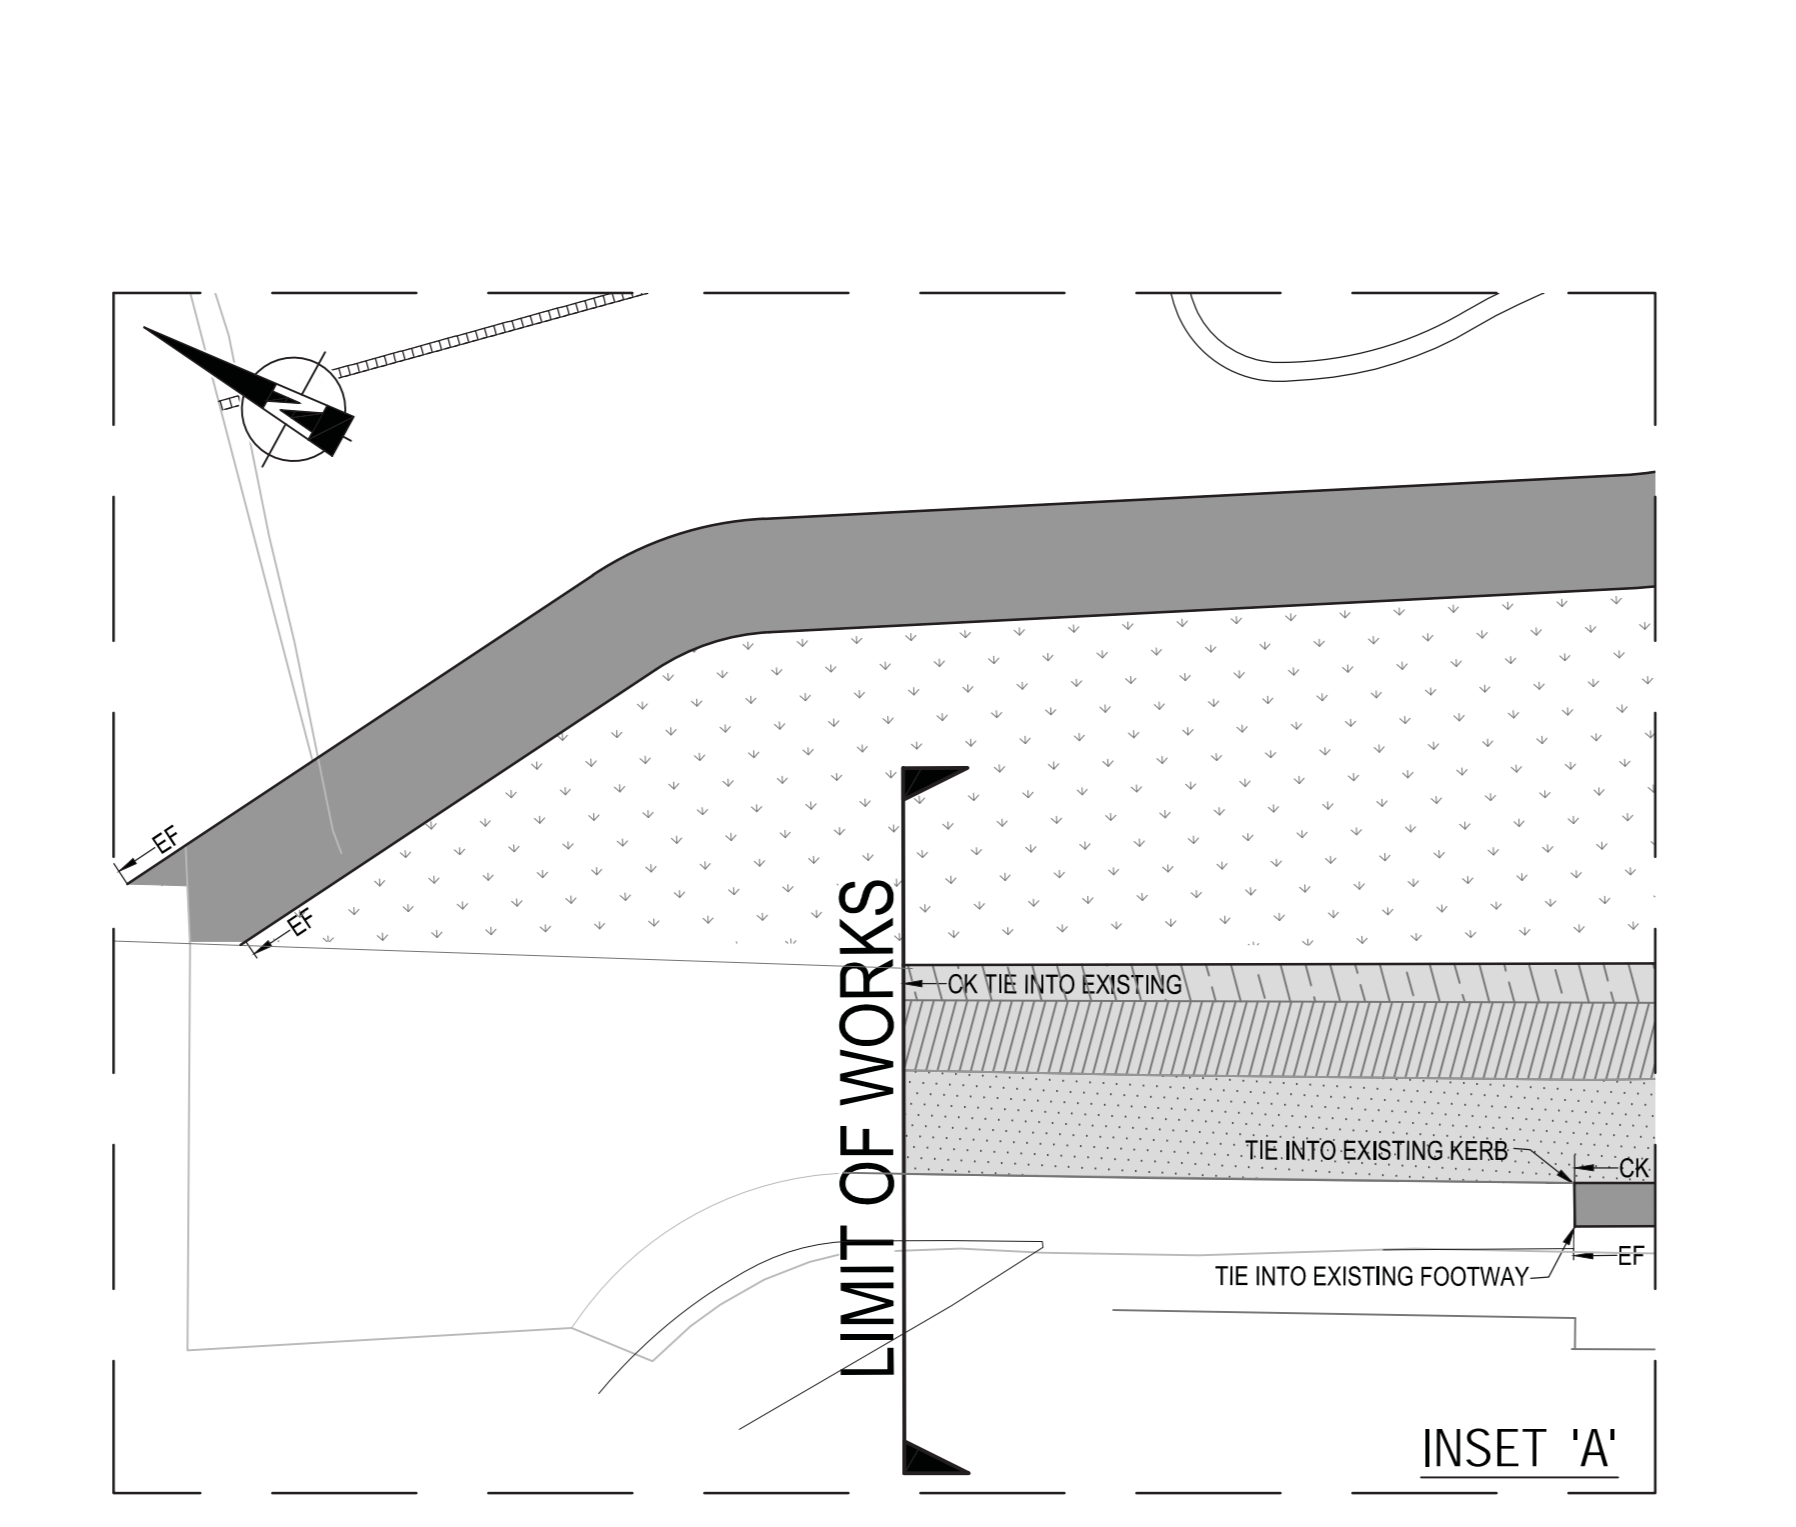 EF
EF
LIMIT OF WORKS
CK TIE INTO EXISTING
TIE INTO EXISTING KERB
CK
EF
TIE INTO EXISTING FOOTWAY
INSET 'A'